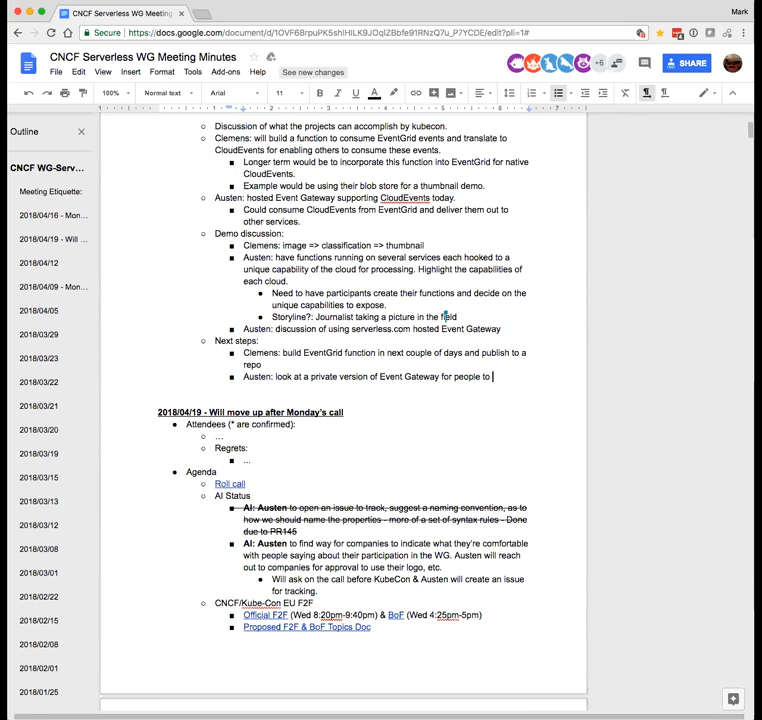 CNCF Serverless WG Meeting
Mark
Secure
https://docs.google.com/document/d/1OVF68rpuPK5shIHILK9JOqIZBbfe91RNzQ7u_P7YCDE/edit?pli=1#
CNCF Serverless WG Meeting Minutes
File Edit View Insert Format Tools Add-ons Help See new changes
+6
SHARE
100% Normal text Arial 11 B I U A
Outline
CNCF WG-Serv...
Meeting Etiquette:
2018/04/16 - Mon...
2018/04/19 - Will ...
2018/04/12
2018/04/09 - Mon...
2018/04/05
2018/03/29
2018/03/23
2018/03/22
2018/03/21
2018/03/20
2018/03/19
2018/03/15
2018/03/13
2018/03/12
2018/03/08
2018/03/01
2018/02/22
2018/02/15
2018/02/08
2018/02/01
2018/01/25
1 1 2 3 4 5 6 7
Discussion of what the projects can accomplish by kubecon.
Clemens: will build a function to consume EventGrid events and translate to
CloudEvents for enabling others to consume these events.
Longer term would be to incorporate this function into EventGrid for native
CloudEvents.
Example would be using their blob store for a thumbnail demo.
Austen: hosted Event Gateway supporting CloudEvents today.
Could consume CloudEvents from EventGrid and deliver them out to
other services.
Demo discussion:
Clemens: image => classification => thumbnail
Austen: have functions running on several services each hooked to a
unique capability of the cloud for processing. Highlight the capabilities of
each cloud.
Need to have participants create their functions and decide on the
unique capabilities to expose.
Storyline?: Journalist taking a picture in the field
Austen: discussion of using serverless.com hosted Event Gateway
Next steps:
Clemens: build EventGrid function in next couple of days and publish to a
repo
Austen: look at a private version of Event Gateway for people to
2018/04/19 - Will move up after Monday's call
Attendees (* are confirmed):
...
Regrets:
...
Agenda
Roll call
AI Status
AI: Austen to open an issue to track, suggest a naming convention, as to
how we should name the properties - more of a set of syntax rules - Done
due to PR145
AI: Austen to find way for companies to indicate what they're comfortable
with people saying about their participation in the WG. Austen will reach
out to companies for approval to use their logo, etc.
Will ask on the call before KubeCon & Austen will create an issue
for tracking.
CNCF/Kube-Con EU F2F
Official F2F (Wed 8:20pm-9:40pm) & BoF (Wed 4:25pm-5pm)
Proposed F2F & BoF Topics Doc